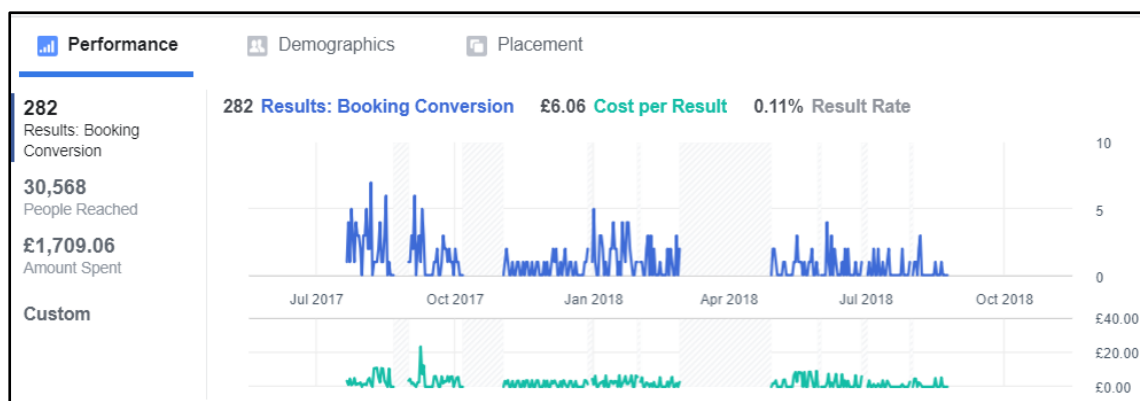 Performance Demographics Placement
282
Results: Booking
Conversion
30,568
People Reached
£1,709.06
Amount Spent
Custom
282 Results: Booking Conversion £6.06 Cost per Result 0.11% Result Rate
10
5
0
Jul 2017 Oct 2017 Jan 2018 Apr 2018 Jul 2018 Oct 2018
£40.00
£20.00
£0.00